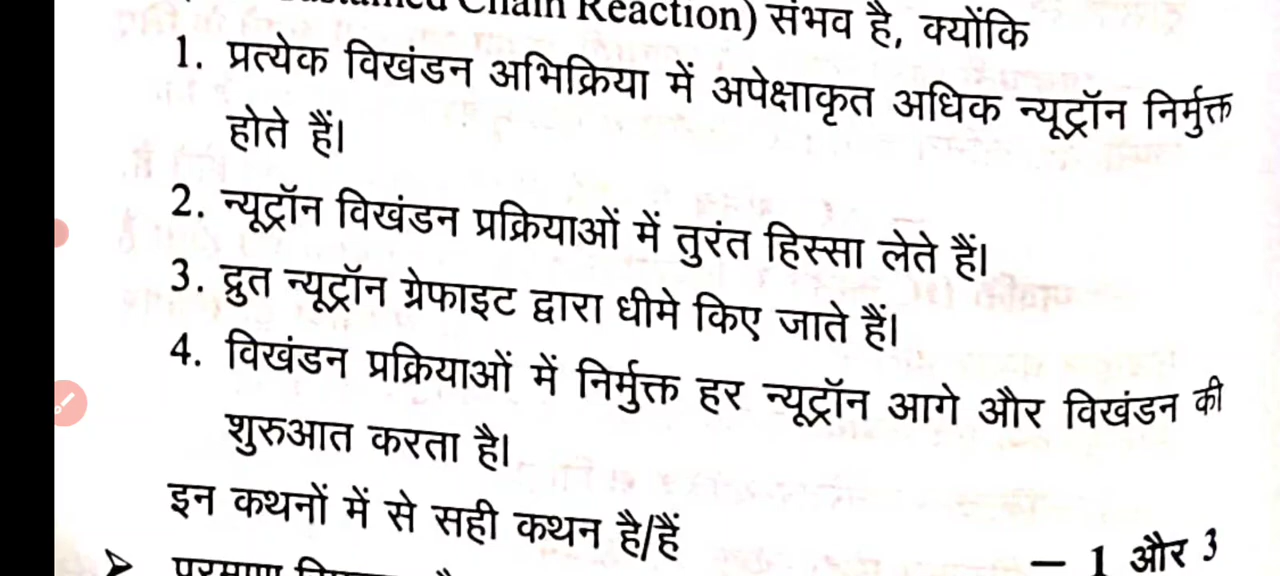 Chain Reaction) संभव है, क्योंकि
1. प्रत्येक विखंडन अभिक्रिया में अपेक्षाकृत अधिक न्यूट्रॉन निर्मुक्त
होते हैं।
2. न्यूट्रॉन विखंडन प्रक्रियाओं में तुरंत हिस्सा लेते हैं।
3. द्रुत न्यूट्रॉन ग्रेफाइट द्वारा धीमे किए जाते हैं।
4. विखंडन प्रक्रियाओं में निर्मुक्त हर न्यूट्रॉन आगे और विखंडन की
शुरुआत करता है।
इन कथनों में से सही कथन है/हैं
— 1 और 3